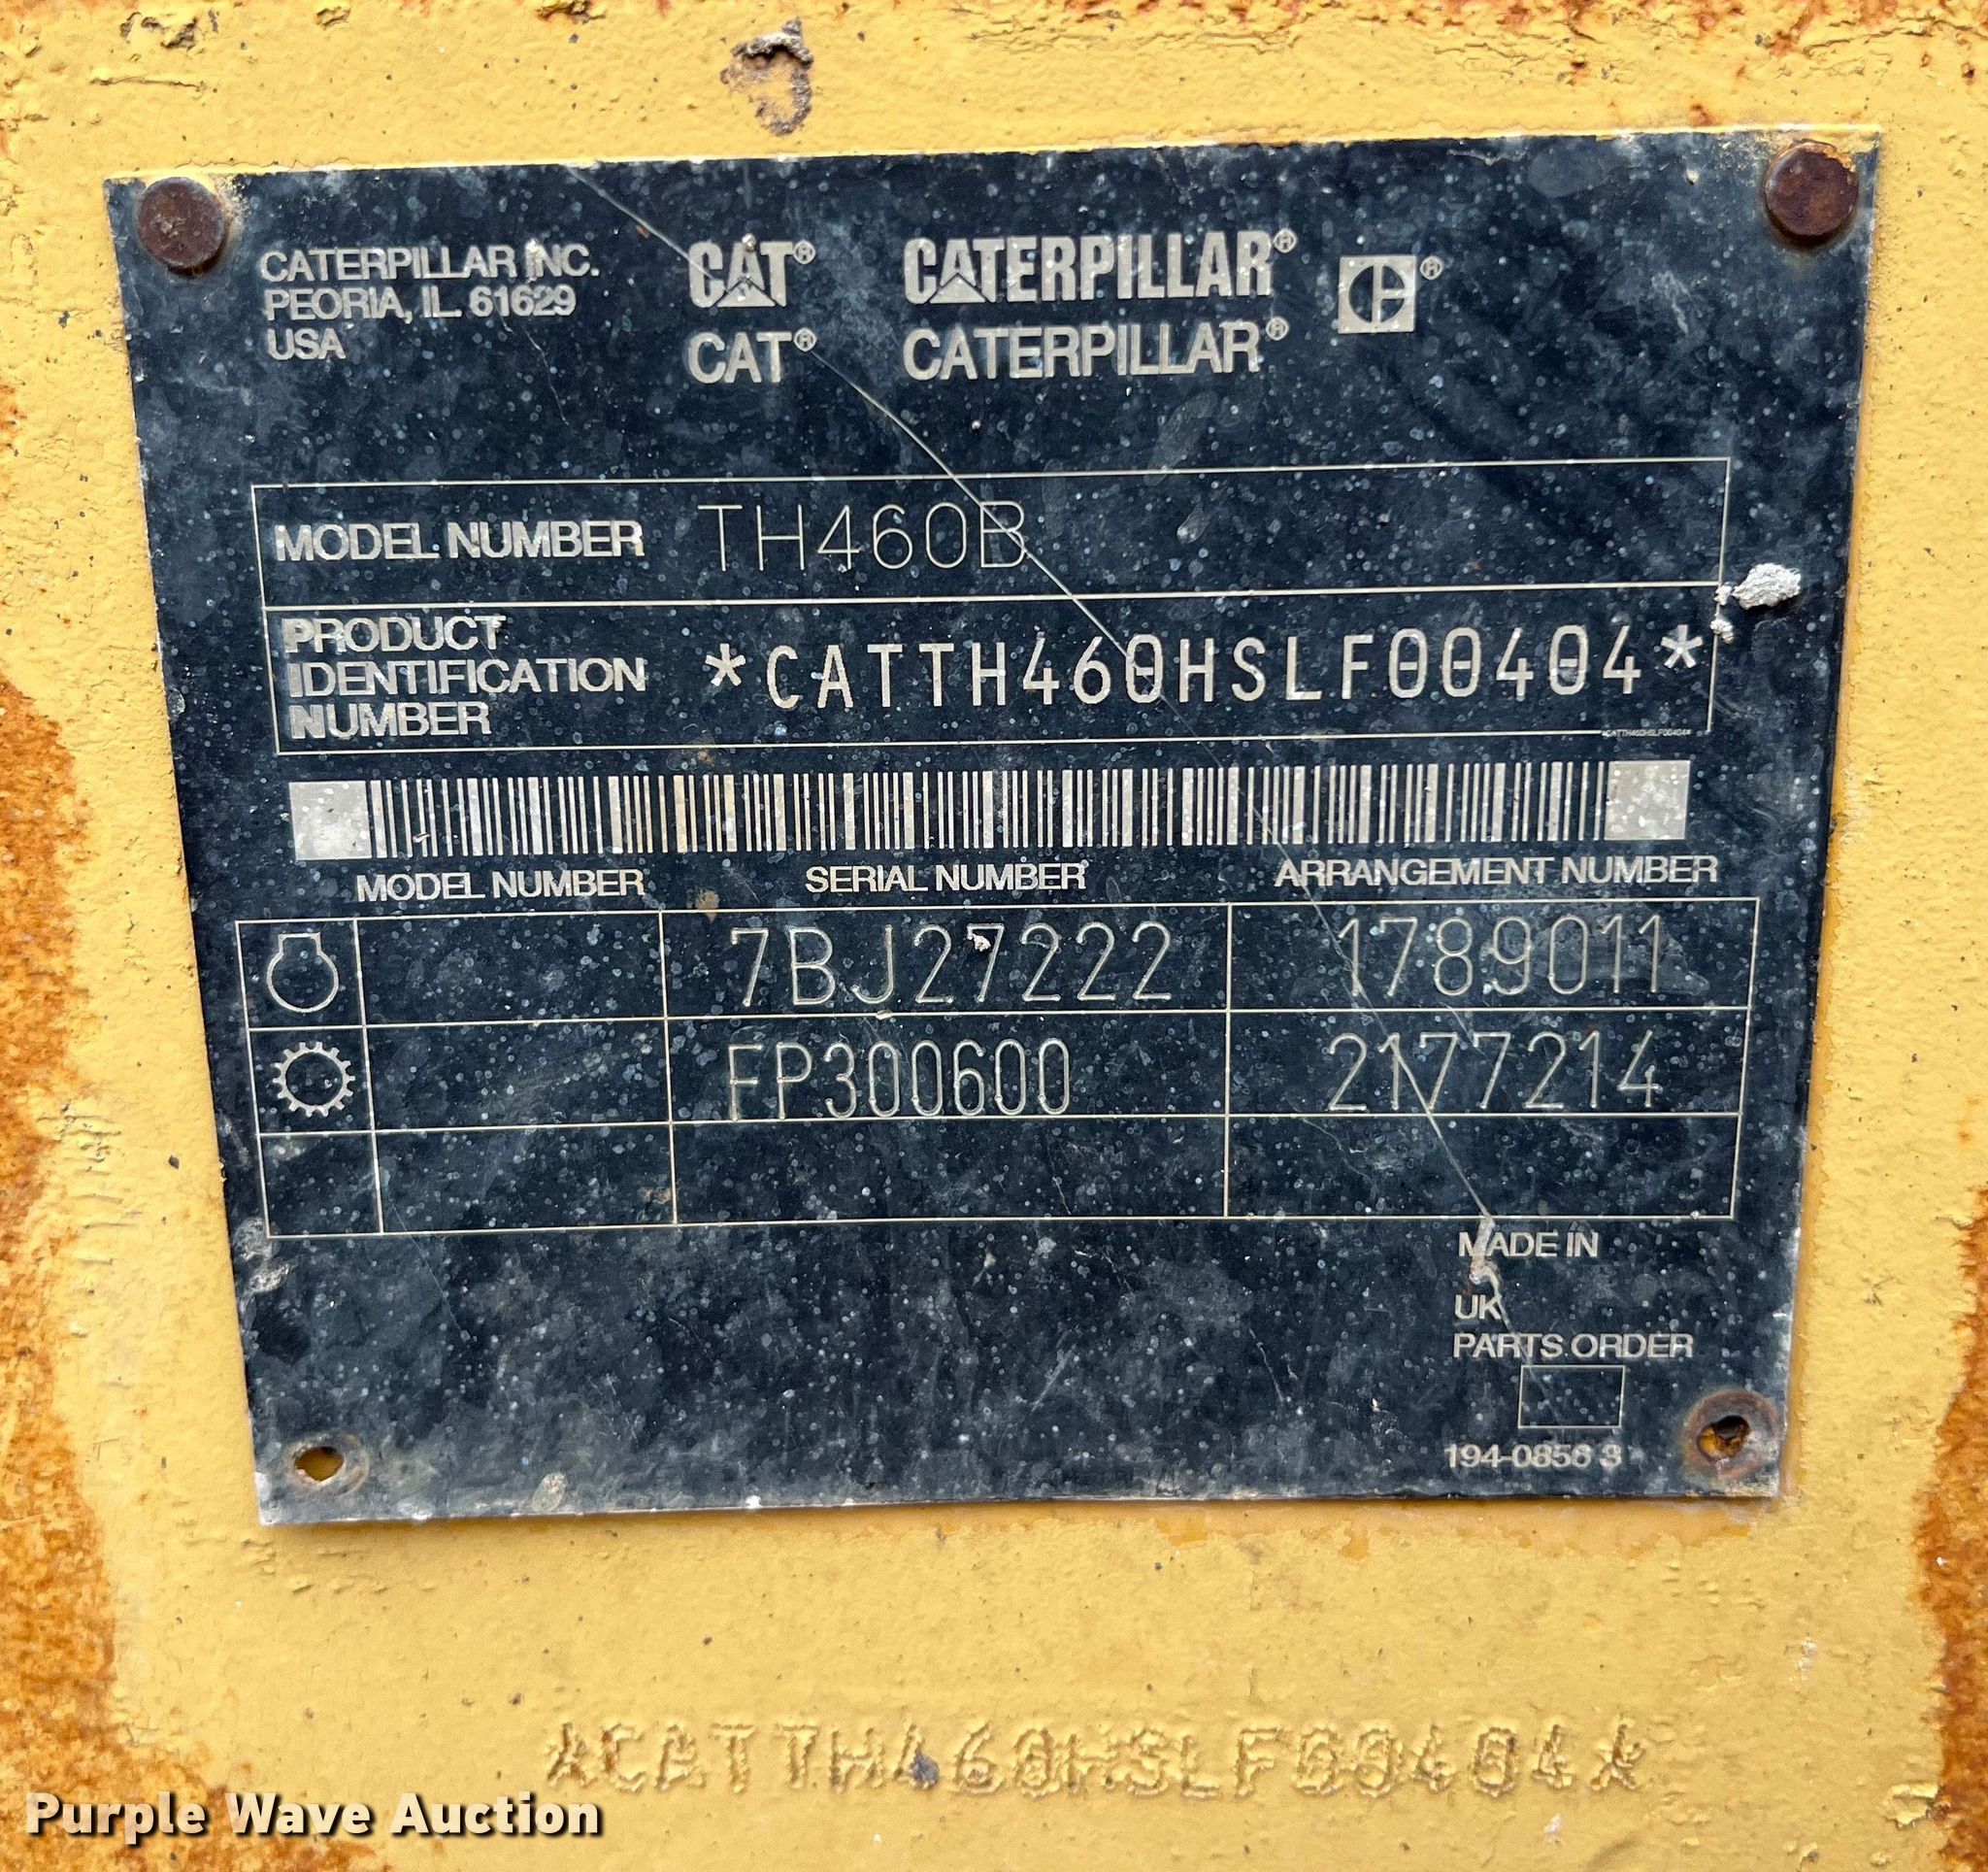 CATERPILLAR INC.
PEORIA, IL. 61629
USA
CAT® CATERPILLAR® ®
CAT® CATERPILLAR®
MODEL NUMBER TH460B
PRODUCT
IDENTIFICATION
NUMBER
*CATTH460HSLF00404*
*CATTH460HSLF00404*
MODEL NUMBER SERIAL NUMBER ARRANGEMENT NUMBER
7BJ27222 1789011
FP300600 2177214
MADE IN
UK
PARTS ORDER
194-0856 3
*CATTH460HSLF00404*
Purple Wave Auction